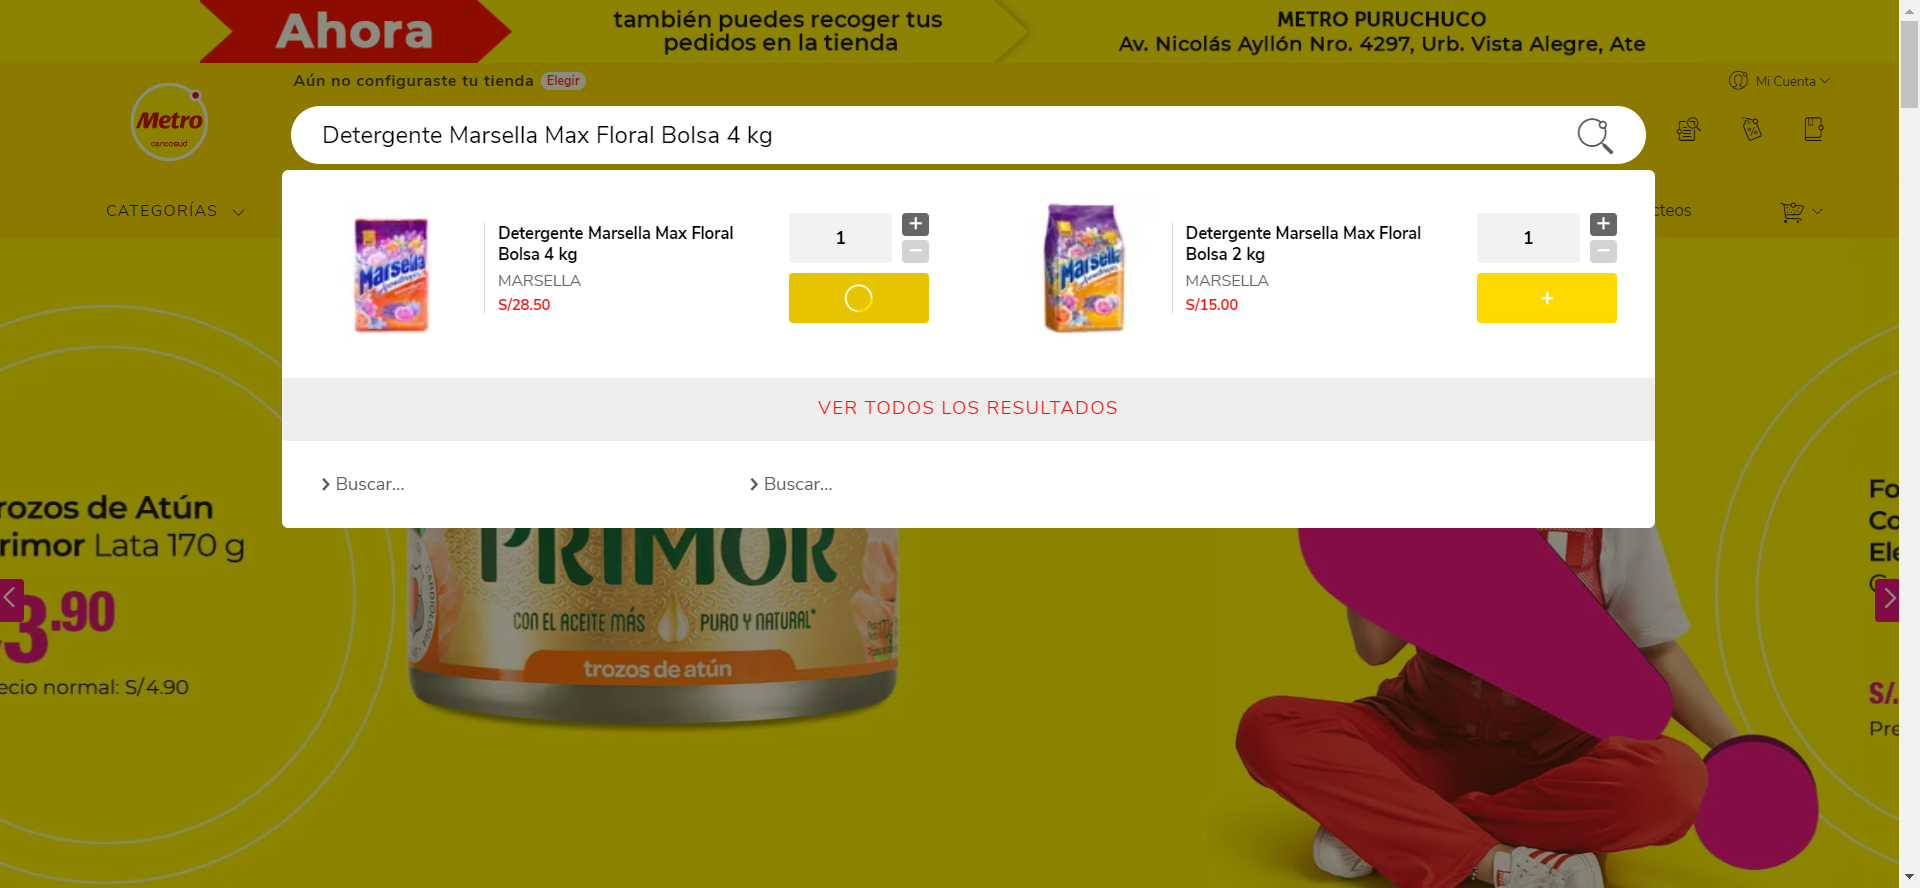 Ahora
también puedes recoger tus
pedidos en la tienda
METRO PURUCHUCO
Av. Nicolás Ayllón Nro. 4297, Urb. Vista Alegre, Ate
Aún no configuraste tu tienda Elegir
Mi Cuenta
Metro
cencosud
Detergente Marsella Max Floral Bolsa 4 kg
CATEGORÍAS
cteos
Marsella
Detergente Marsella Max Floral
Bolsa 4 kg
MARSELLA
S/28.50
1
+
−
Marsella
Detergente Marsella Max Floral
Bolsa 2 kg
MARSELLA
S/15.00
1
+
−
+
VER TODOS LOS RESULTADOS
Buscar...
Buscar...
rozos de Atún
rimor Lata 170 g
3.90
ecio normal: S/4.90
PRIMOR
CON EL ACEITE MÁS PURO Y NATURAL*
trozos de atún
Fo
Co
Ele
S/.
Pre